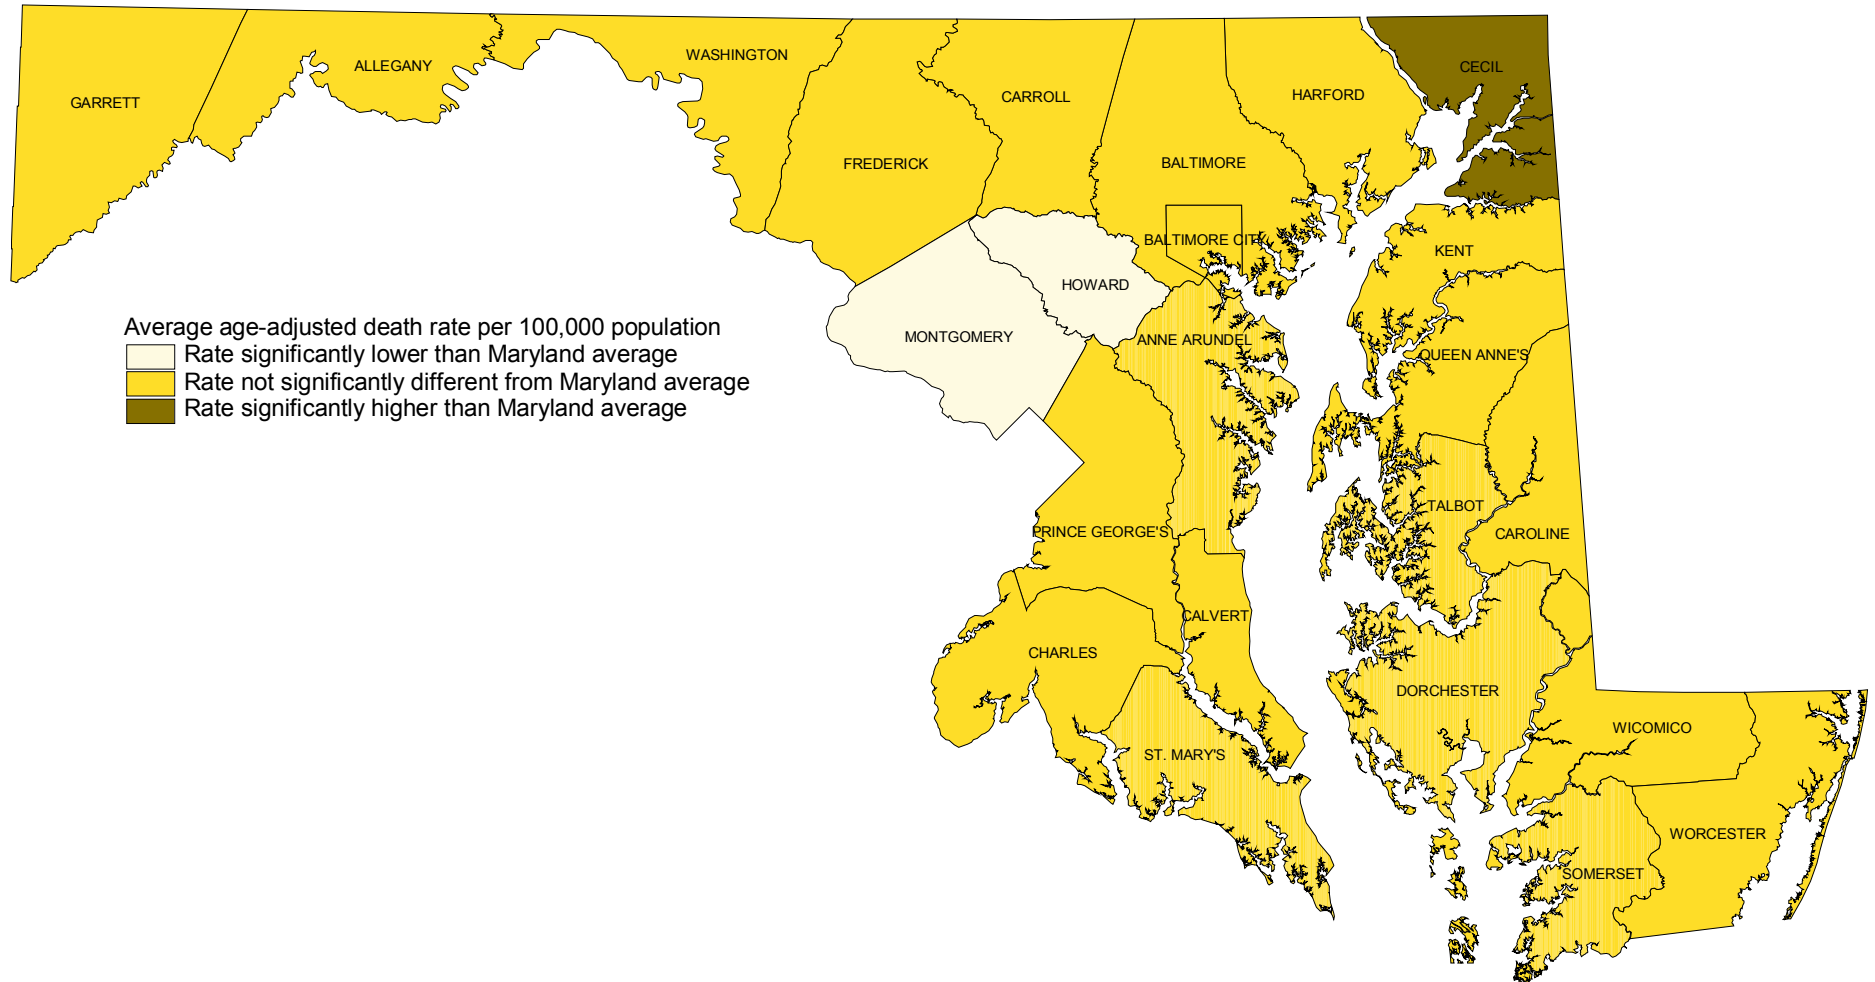 WASHINGTON
ALLEGANY
CECIL
GARRETT
CARROLL
HARFORD
FREDERICK
BALTIMORE
BALTIMORE CITY
KENT
HOWARD
Average age-adjusted death rate per 100,000 population
MONTGOMERY
ANNE ARUNDEL
Rate significantly lower than Maryland average
QUEEN ANNE'S
Rate not significantly different from Maryland average
Rate significantly higher than Maryland average
TALBOT
PRINCE GEORGE'S
CAROLINE
CALVERT
CHARLES
DORCHESTER
WICOMICO
ST. MARY'S
WORCESTER
SOMERSET